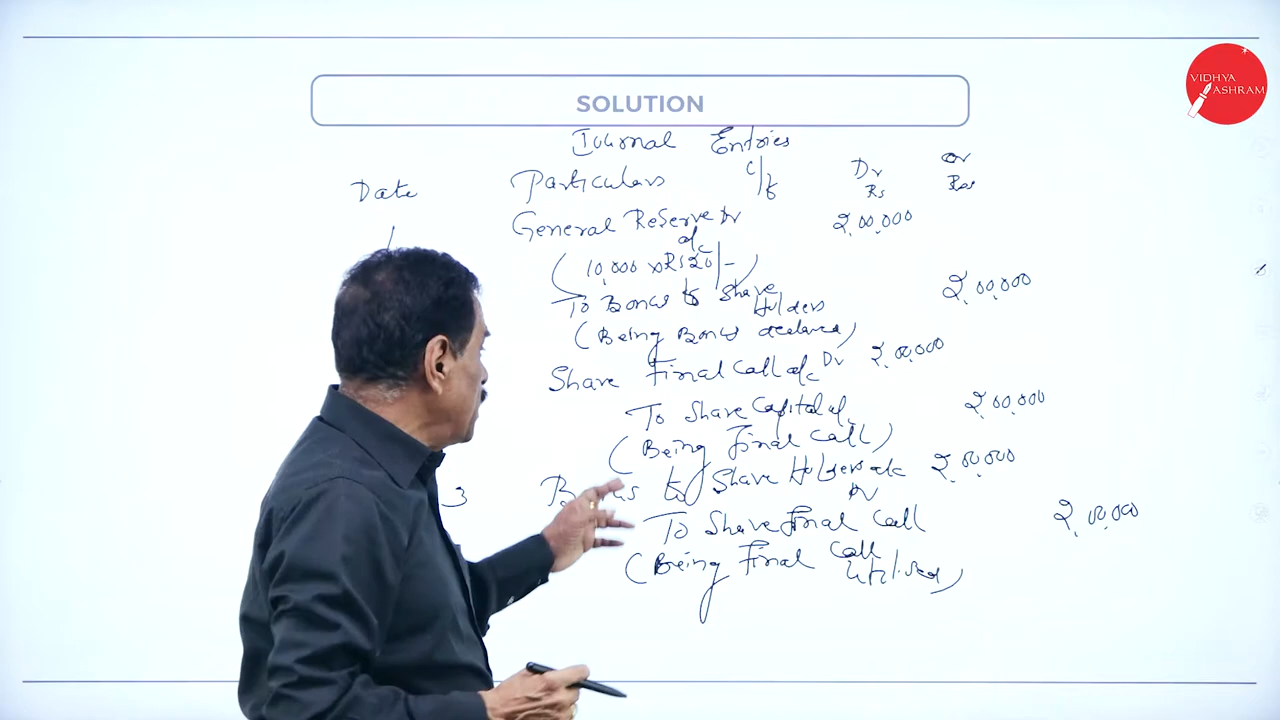 VIDHYA
ASHRAM
SOLUTION
Journal Entries
Date Particulars L/f Dr Rs Cr Rs
General Reserve a/c Dr 2,00,000
(10,000 x Rs 20/-)
To Bonus to Share Holders 2,00,000
(Being Bonus declared)
Share Final Call a/c Dr 2,00,000
To Share Capital a/c 2,00,000
(Being Final Call)
3 Bonus to Share Holders a/c Dr 2,00,000
To Share Final Call 2,00,000
(Being Final Call utilised)